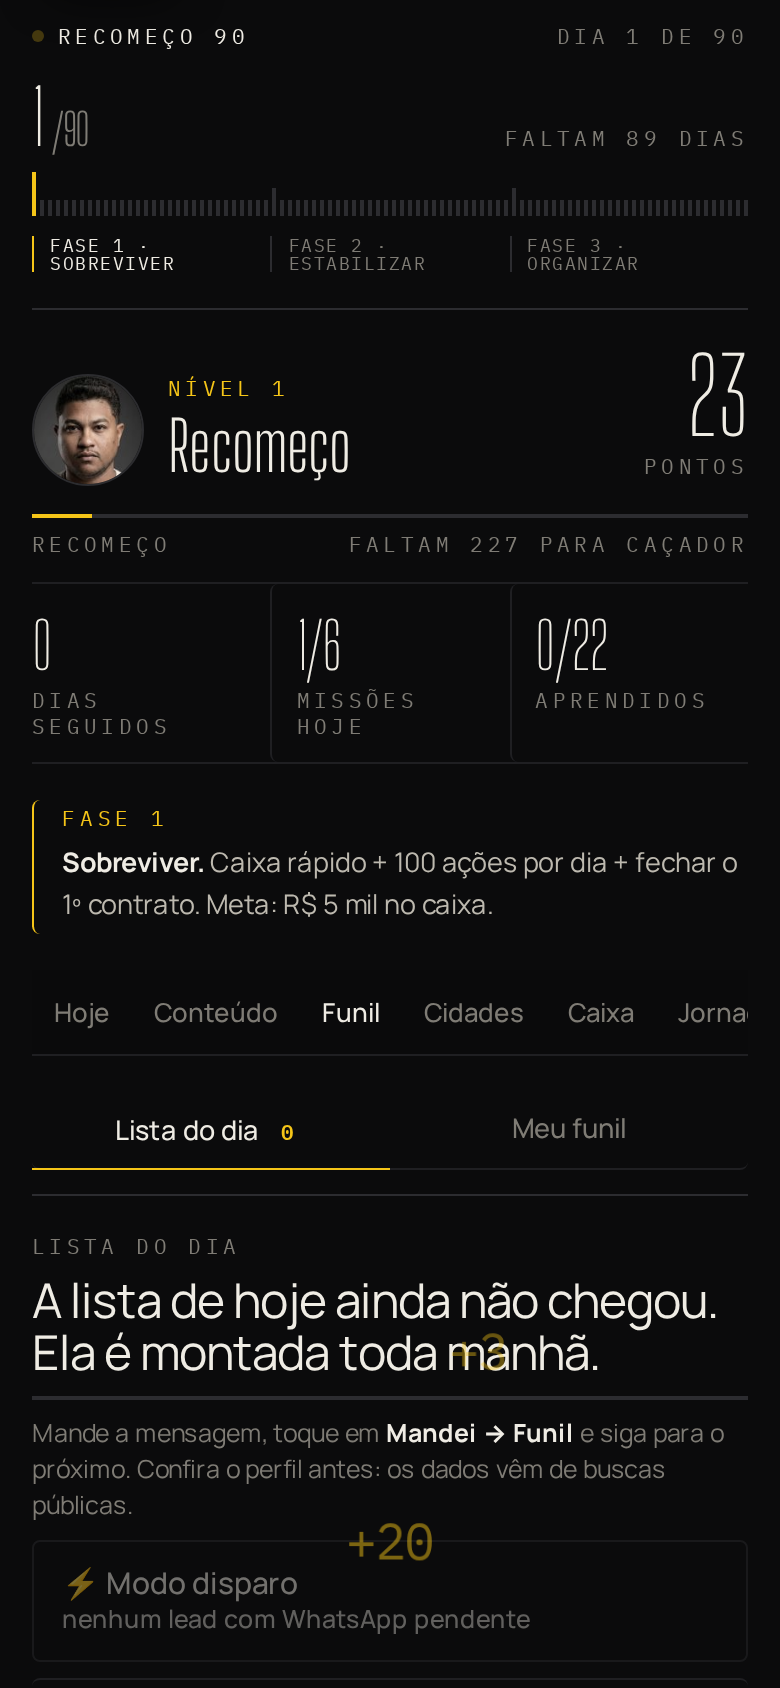 RECOMEÇO 90
DIA 1 DE 90
1/90
FALTAM 89 DIAS
FASE 1 ·
SOBREVIVER
FASE 2 ·
ESTABILIZAR
FASE 3 ·
ORGANIZAR
NÍVEL 1
Recomeço
23
PONTOS
RECOMEÇO
FALTAM 227 PARA CAÇADOR
0
DIAS
SEGUIDOS
1/6
MISSÕES
HOJE
0/22
APRENDIDOS
FASE 1
Sobreviver. Caixa rápido + 100 ações por dia + fechar o
1º contrato. Meta: R$ 5 mil no caixa.
Hoje Conteúdo Funil Cidades Caixa Jorna
Lista do dia 0
Meu funil
LISTA DO DIA
A lista de hoje ainda não chegou.
Ela é montada toda manhã.
+3
Mande a mensagem, toque em Mandei → Funil e siga para o
próximo. Confira o perfil antes: os dados vêm de buscas
públicas.
+20
⚡ Modo disparo
nenhum lead com WhatsApp pendente